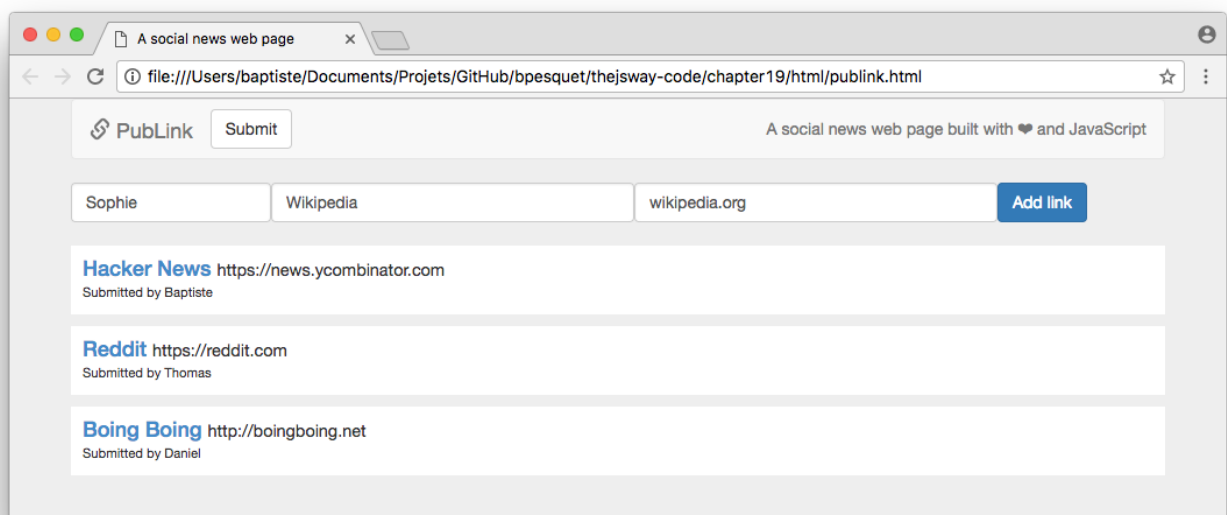 A social news web page
file:///Users/baptiste/Documents/Projets/GitHub/bpesquet/thejsway-code/chapter19/html/publink.html
PubLink Submit A social news web page built with ❤ and JavaScript
Sophie Wikipedia wikipedia.org Add link
Hacker News https://news.ycombinator.com
Submitted by Baptiste
Reddit https://reddit.com
Submitted by Thomas
Boing Boing http://boingboing.net
Submitted by Daniel